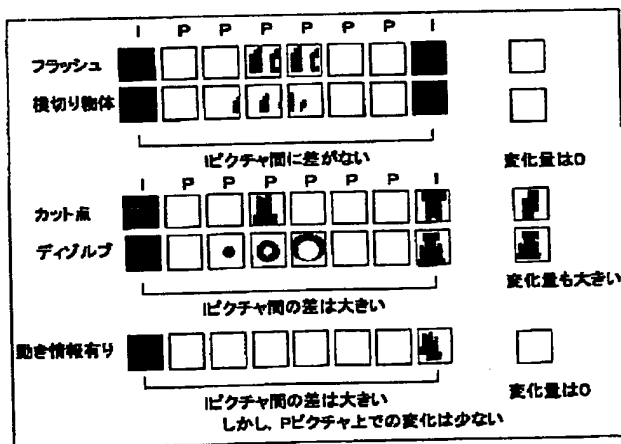 I P P P P P P I
フラッシュ
横切り物体
Iピクチャ間に差がない 変化量は0
I P P P P P P I
カット点
ディゾルブ
Iピクチャ間の差は大きい 変化量も大きい
動き情報有り
Iピクチャ間の差は大きい 変化量は0
しかし、Pピクチャ上での変化は少ない